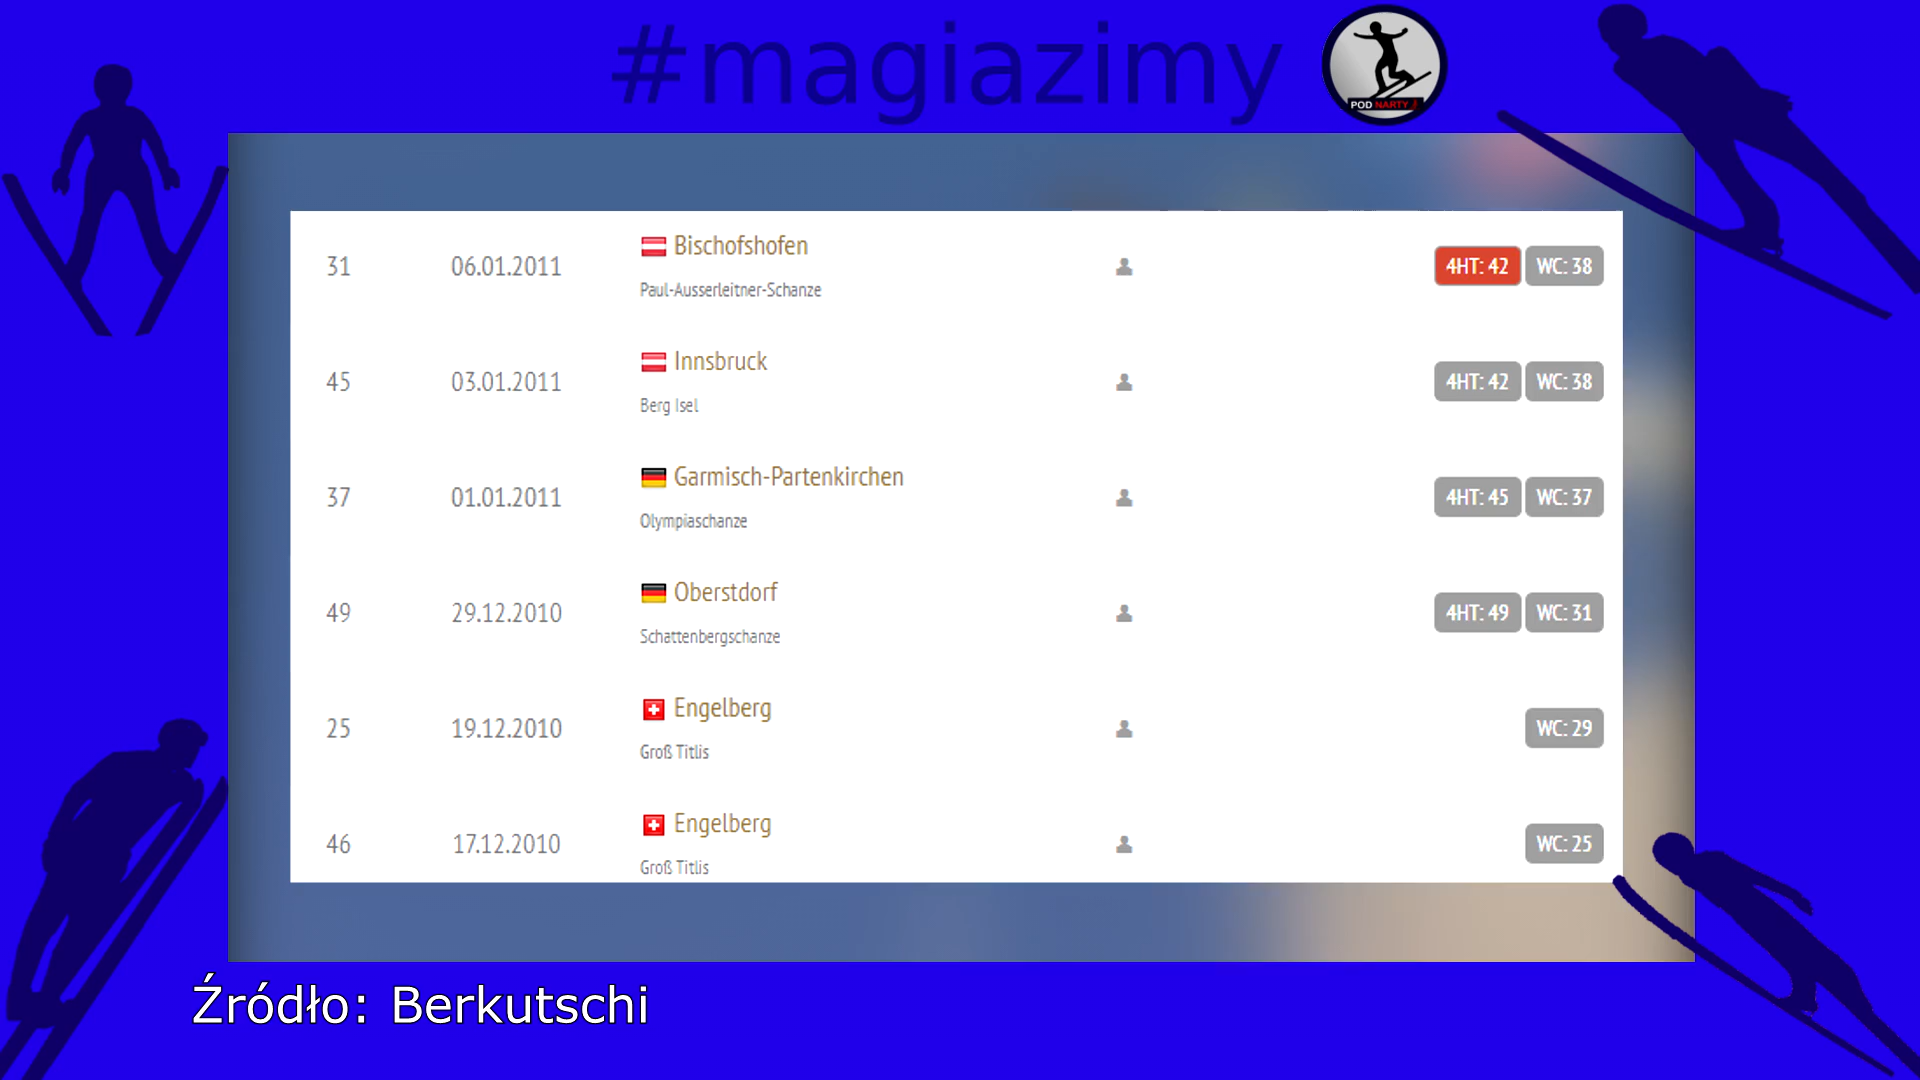 #magiazimy
POD NARTY
31 06.01.2011 Bischofshofen 4HT: 42 WC: 38
Paul-Ausserleitner-Schanze
45 03.01.2011 Innsbruck 4HT: 42 WC: 38
Berg Isel
37 01.01.2011 Garmisch-Partenkirchen 4HT: 45 WC: 37
Olympiaschanze
49 29.12.2010 Oberstdorf 4HT: 49 WC: 31
Schattenbergschanze
25 19.12.2010 Engelberg WC: 29
Groß Titlis
46 17.12.2010 Engelberg WC: 25
Groß Titlis
Źródło: Berkutschi